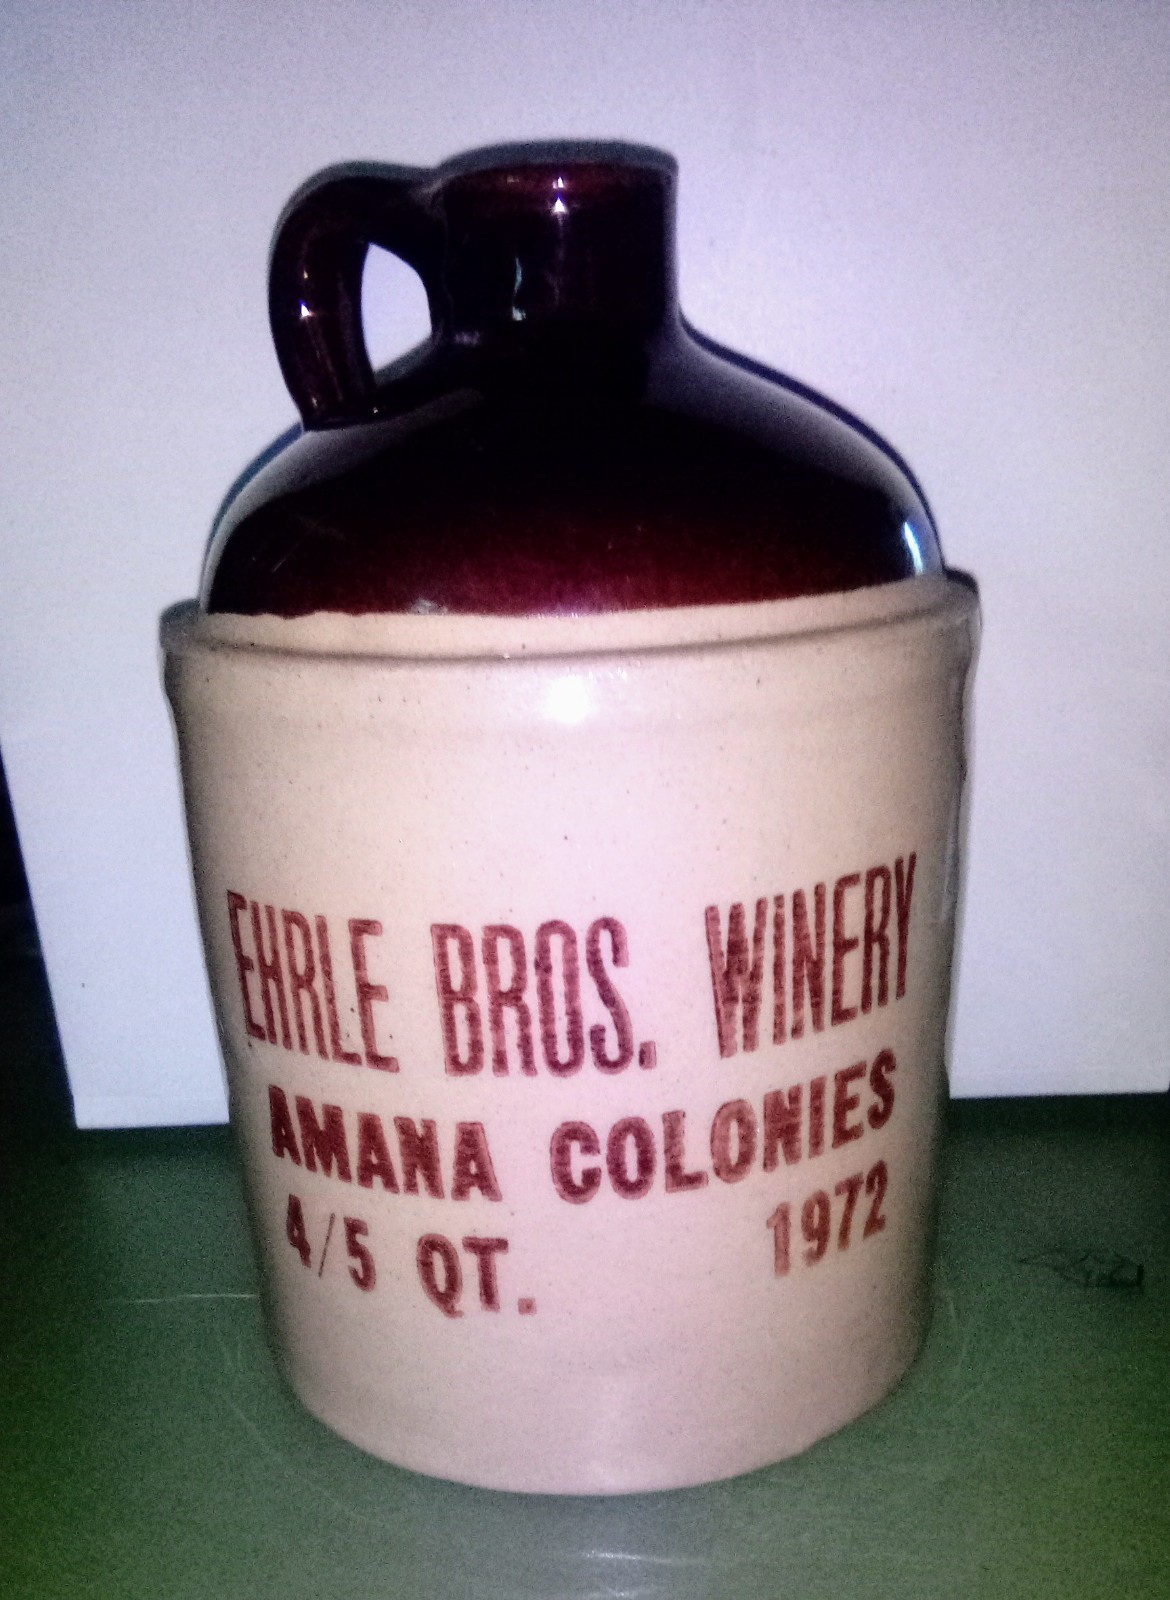 EHRLE BROS. WINERY
AMANA COLONIES
4/5 QT. 1972